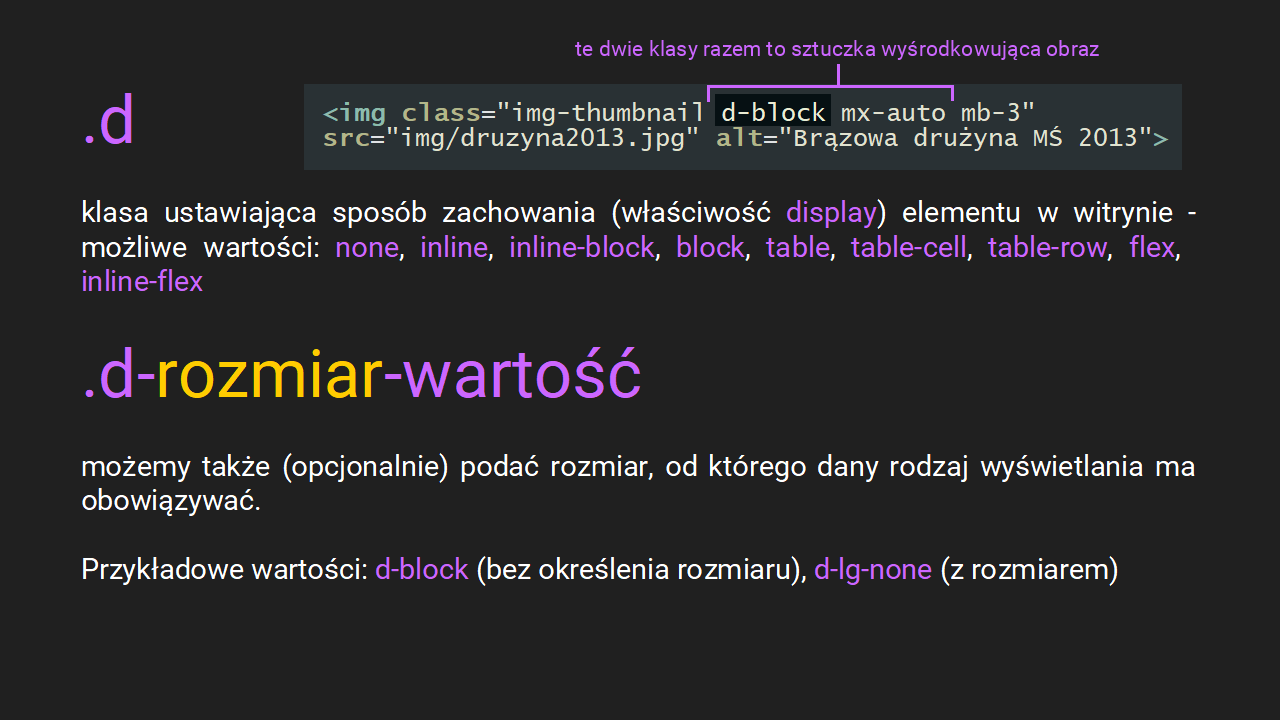 te dwie klasy razem to sztuczka wyśrodkowująca obraz
.d
<img class="img-thumbnail d-block mx-auto mb-3"
src="img/druzyna2013.jpg" alt="Brązowa drużyna MŚ 2013">
klasa ustawiająca sposób zachowania (właściwość display) elementu w witrynie -
możliwe wartości: none, inline, inline-block, block, table, table-cell, table-row, flex,
inline-flex
.d-rozmiar-wartość
możemy także (opcjonalnie) podać rozmiar, od którego dany rodzaj wyświetlania ma
obowiązywać.
Przykładowe wartości: d-block (bez określenia rozmiaru), d-lg-none (z rozmiarem)